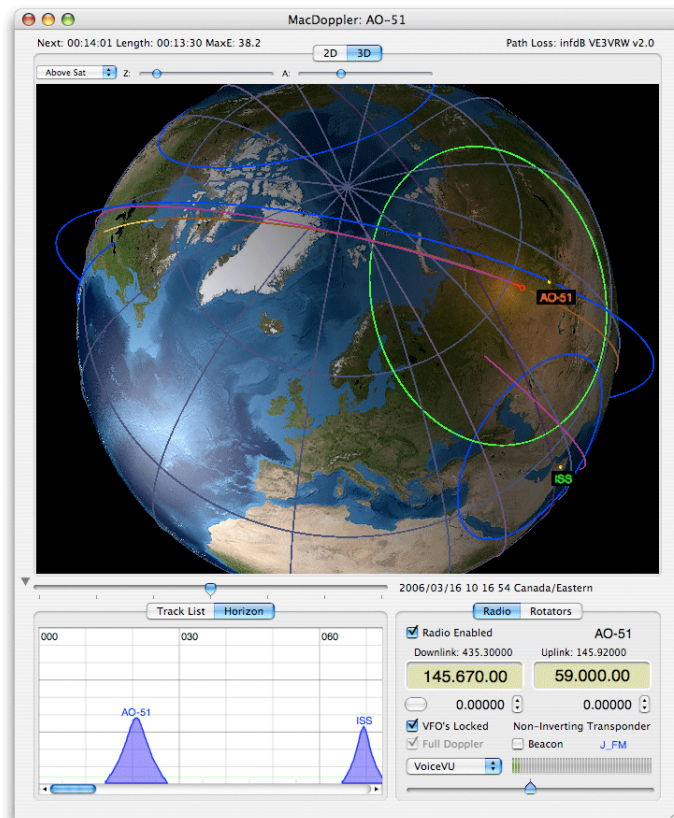 MacDoppler: AO-51
Next: 00:14:01 Length: 00:13:30 MaxE: 38.2
Path Loss: infdB VE3VRW v2.0
2D 3D
Above Sat Z: A:
AO-51
ISS
2006/03/16 10 16 54 Canada/Eastern
Track List Horizon
000 030 060
AO-51
ISS
Radio Rotators
Radio Enabled AO-51
Downlink: 435.30000 Uplink: 145.92000
145.670.00 59.000.00
0.00000 0.00000
VFO's Locked Non-Inverting Transponder
Full Doppler Beacon J_FM
VoiceVU